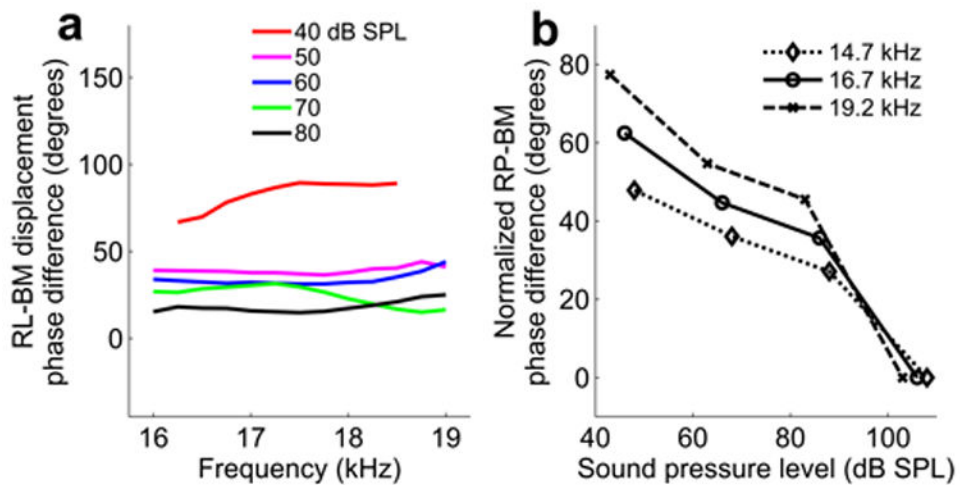 a
40 dB SPL
50
60
70
80
RL-BM displacement
phase difference (degrees)
150
100
50
0
16 17 18 19
Frequency (kHz)
b
14.7 kHz
16.7 kHz
19.2 kHz
Normalized RP-BM
phase difference (degrees)
80
60
40
20
0
40 60 80 100
Sound pressure level (dB SPL)